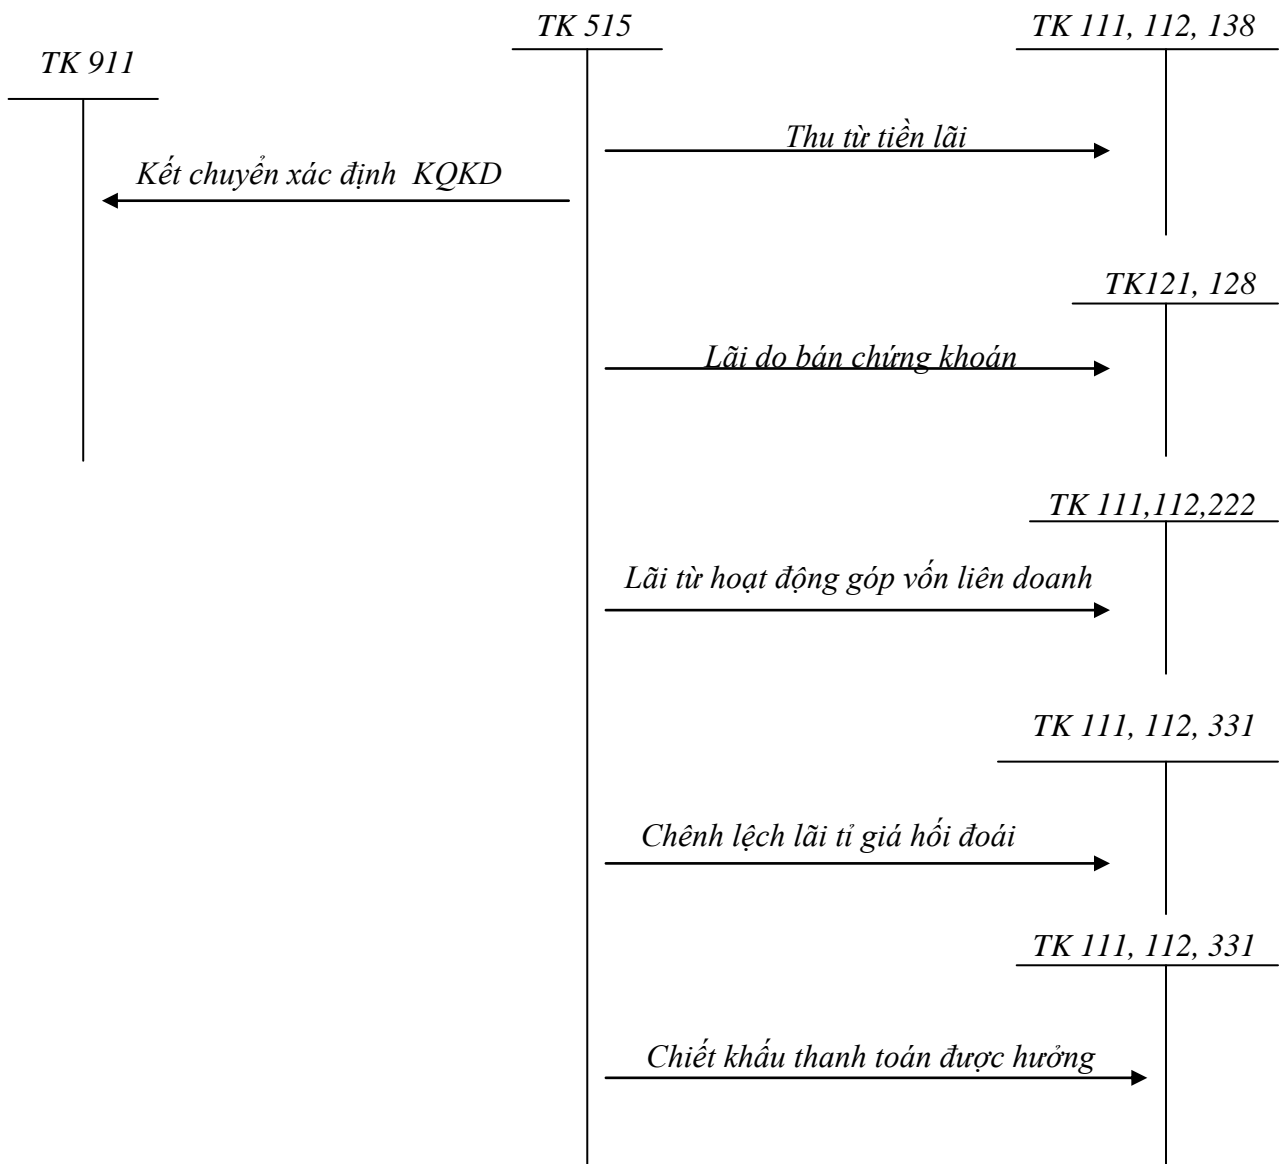 TK 515
TK 111, 112, 138
TK 911
Thu từ tiền lãi
Kết chuyển xác định KQKD
TK121, 128
Lãi do bán chứng khoán
TK 111,112,222
Lãi từ hoạt động góp vốn liên doanh
TK 111, 112, 331
Chênh lệch lãi tỉ giá hối đoái
TK 111, 112, 331
Chiết khấu thanh toán được hưởng